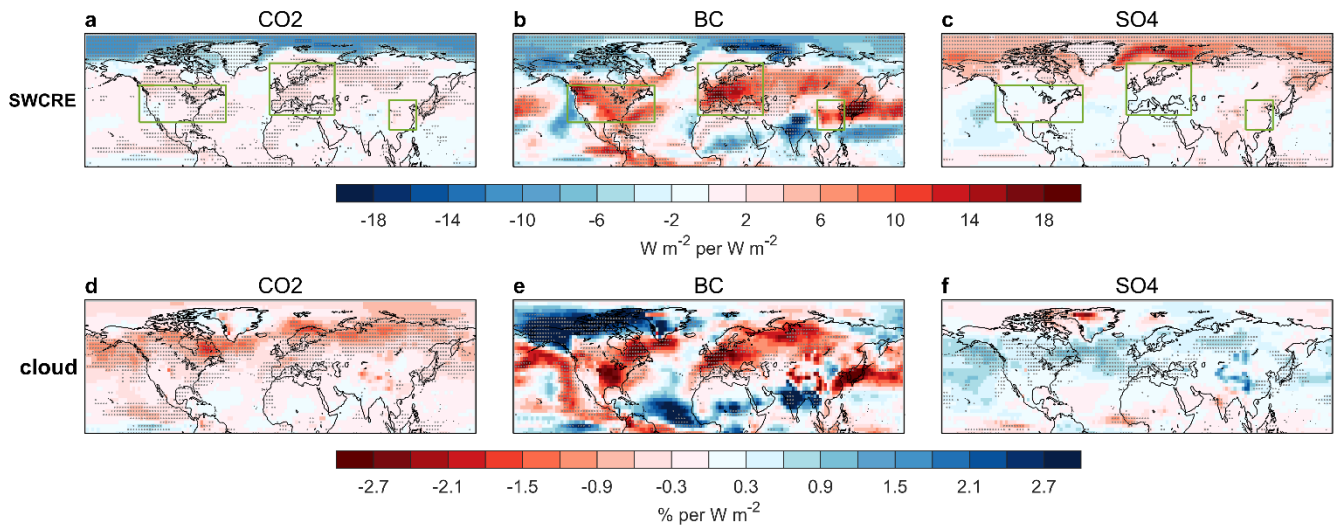 a CO2 b BC c SO4
SWCRE
-18 -14 -10 -6 -2 2 6 10 14 18
W m⁻² per W m⁻²
d CO2 e BC f SO4
cloud
-2.7 -2.1 -1.5 -0.9 -0.3 0.3 0.9 1.5 2.1 2.7
% per W m⁻²